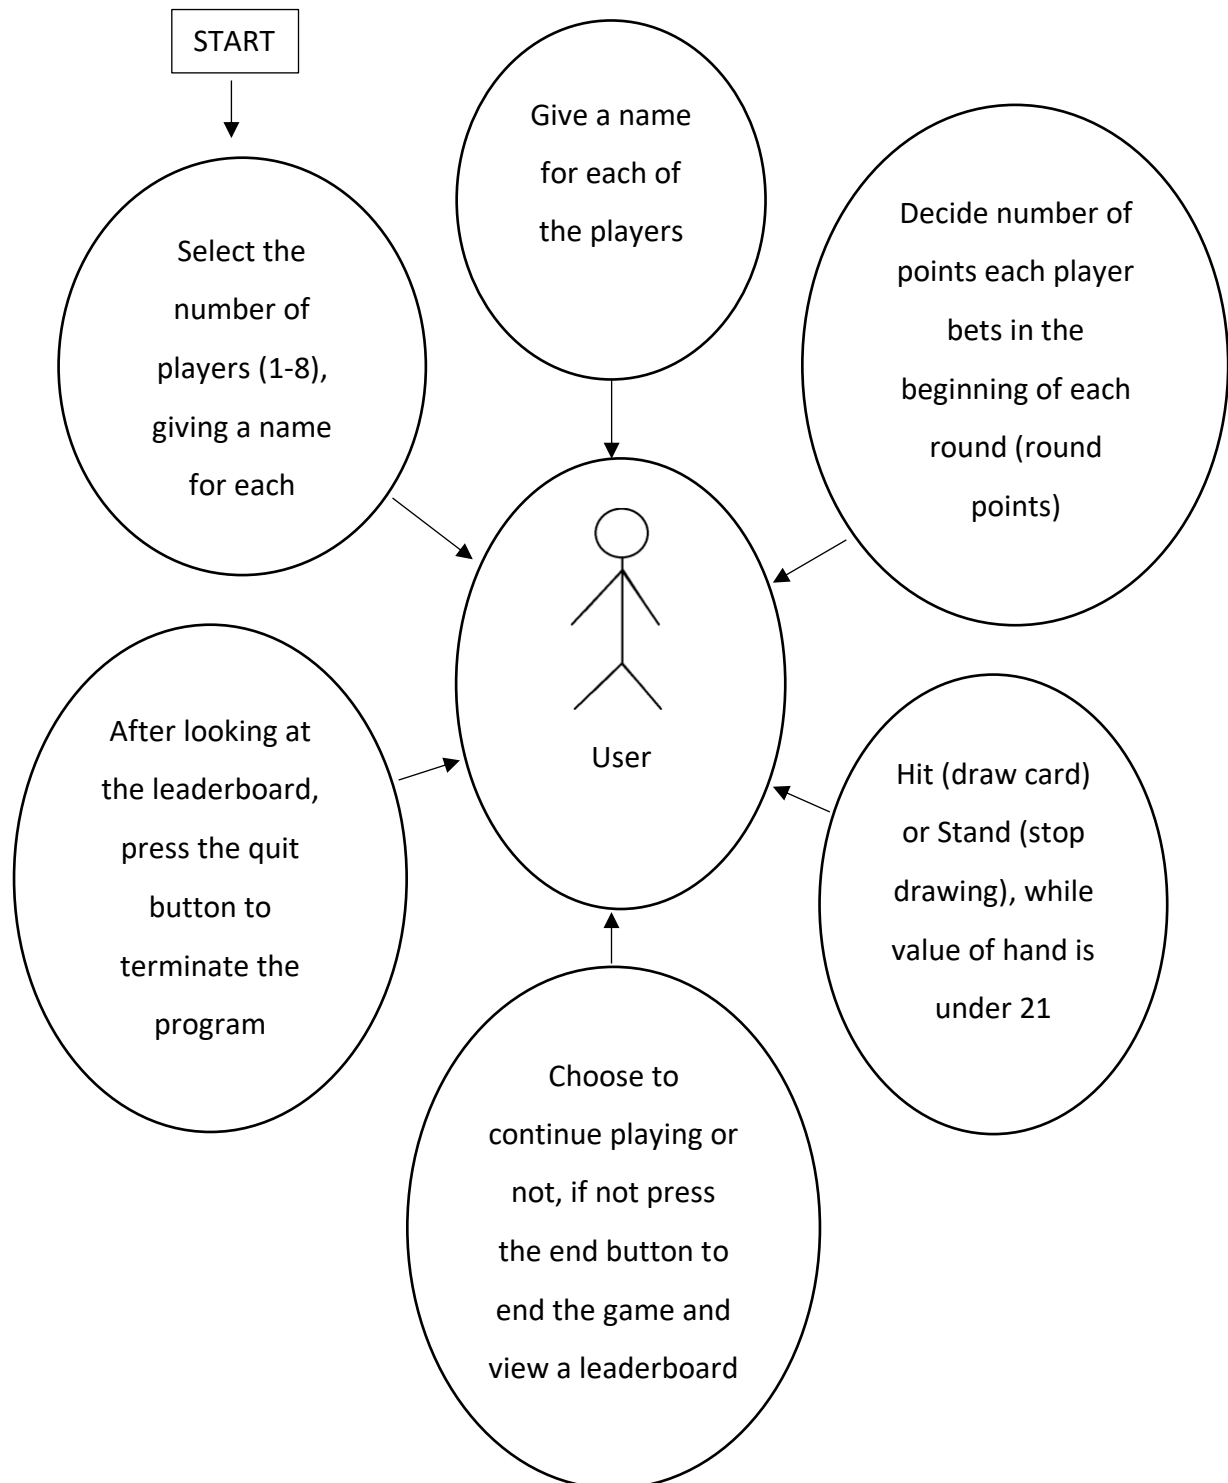 START
Select the
number of
players (1-8),
giving a name
for each
Give a name
for each of
the players
Decide number of
points each player
bets in the
beginning of each
round (round
points)
User
Hit (draw card)
or Stand (stop
drawing), while
value of hand is
under 21
Choose to
continue playing or
not, if not press
the end button to
end the game and
view a leaderboard
After looking at
the leaderboard,
press the quit
button to
terminate the
program